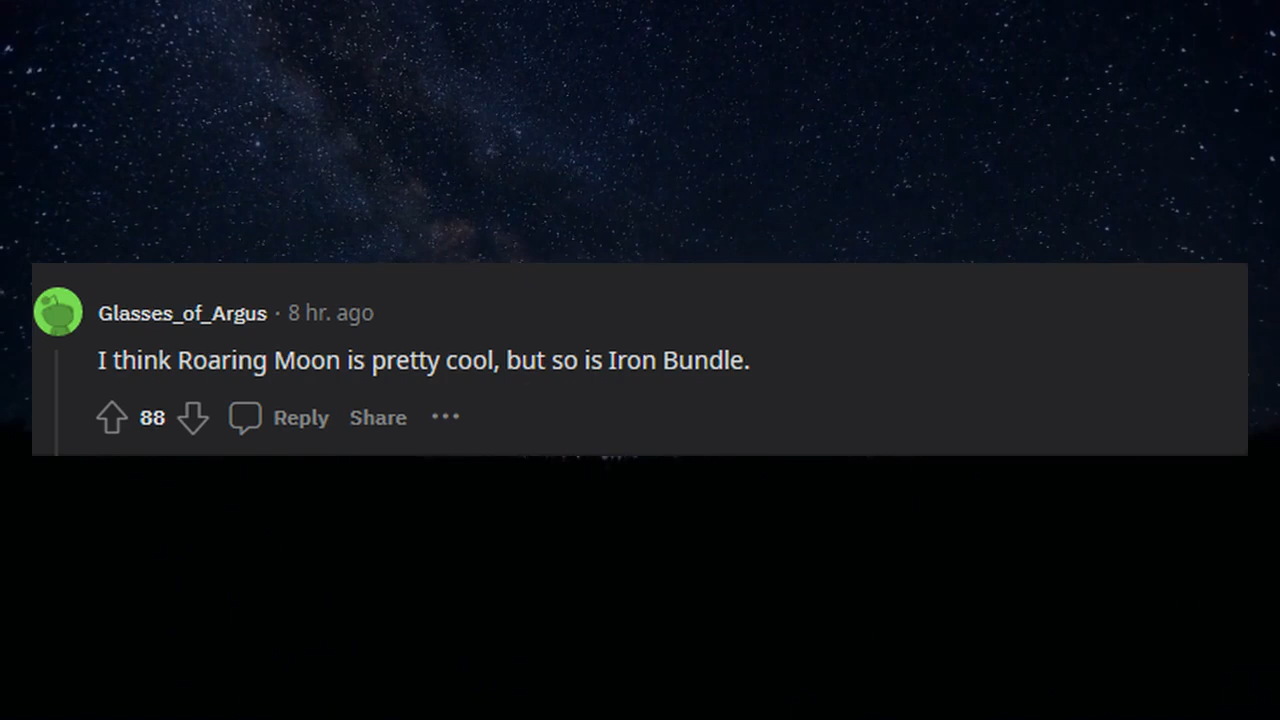 Glasses_of_Argus · 8 hr. ago
I think Roaring Moon is pretty cool, but so is Iron Bundle.
88 Reply Share ...